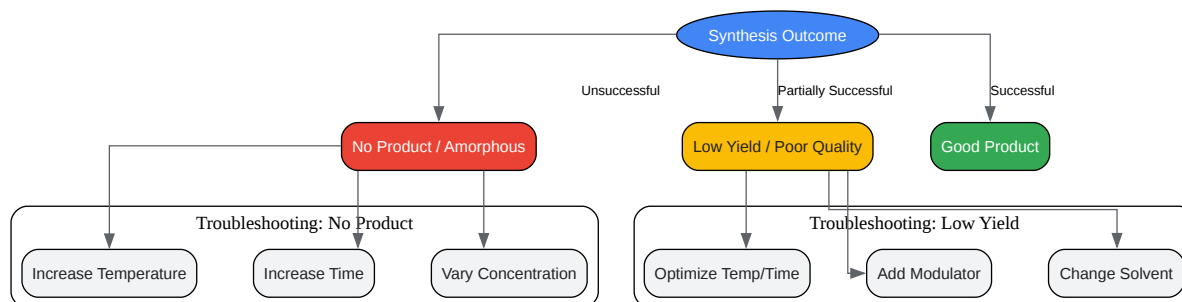 Synthesis Outcome
Unsuccessful
Partially Successful
Successful
No Product / Amorphous
Low Yield / Poor Quality
Good Product
Troubleshooting: No Product
Troubleshooting: Low Yield
Increase Temperature
Increase Time
Vary Concentration
Optimize Temp/Time
Add Modulator
Change Solvent